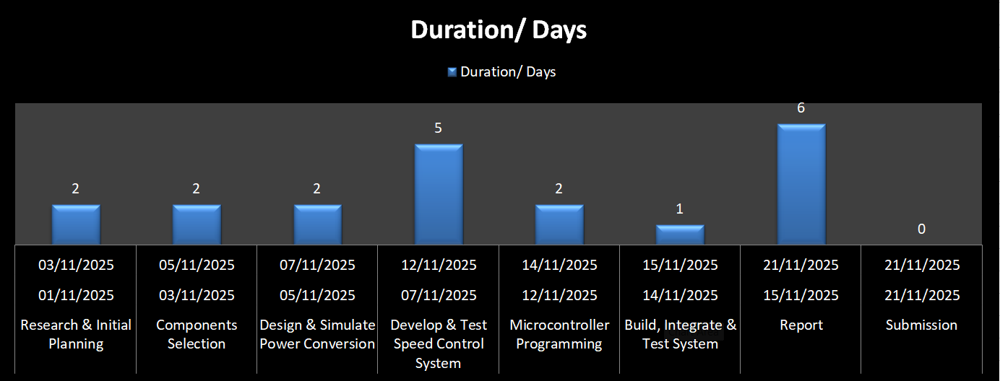 Duration/ Days
Duration/ Days
2
2
2
5
2
1
6
0
03/11/2025
05/11/2025
07/11/2025
12/11/2025
14/11/2025
15/11/2025
21/11/2025
21/11/2025
01/11/2025
03/11/2025
05/11/2025
07/11/2025
12/11/2025
14/11/2025
15/11/2025
21/11/2025
Research & Initial
Planning
Components
Selection
Design & Simulate
Power Conversion
Develop & Test
Speed Control
System
Microcontroller
Programming
Build, Integrate &
Test System
Report
Submission